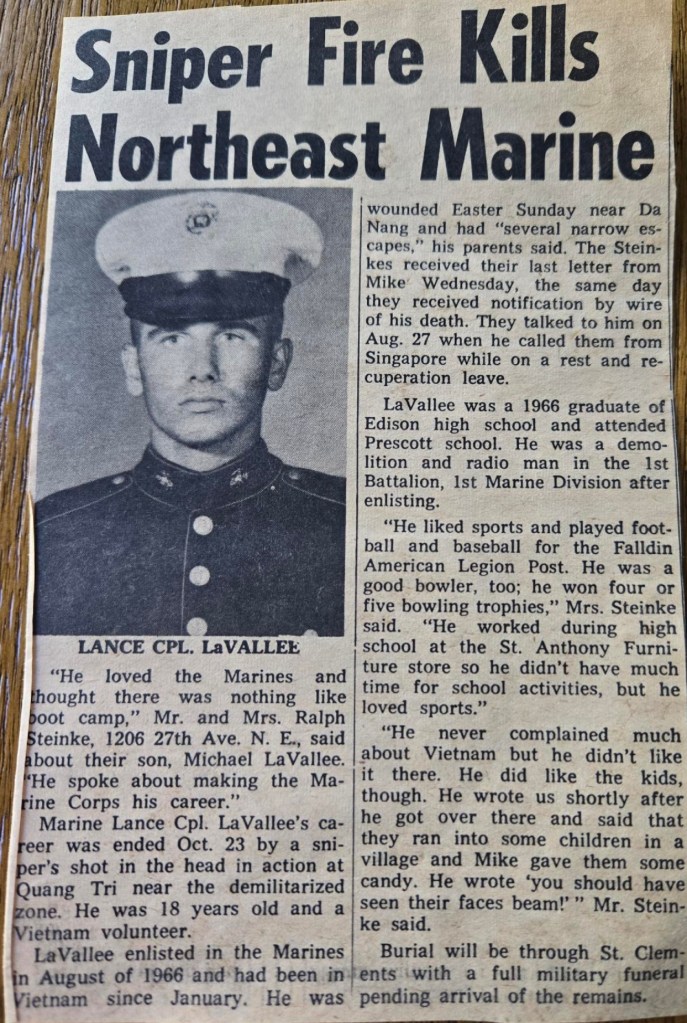 Sniper Fire Kills
Northeast Marine
LANCE CPL. LaVALLEE
"He loved the Marines and
thought there was nothing like
boot camp," Mr. and Mrs. Ralph
Steinke, 1206 27th Ave. N. E., said
about their son, Michael LaVallee.
"He spoke about making the Ma-
rine Corps his career."
Marine Lance Cpl. LaVallee's ca-
reer was ended Oct. 23 by a sni-
per's shot in the head in action at
Quang Tri near the demilitarized
zone. He was 18 years old and a
Vietnam volunteer.
LaVallee enlisted in the Marines
in August of 1966 and had been in
Vietnam since January. He was
wounded Easter Sunday near Da
Nang and had "several narrow es-
capes," his parents said. The Stein-
kes received their last letter from
Mike Wednesday, the same day
they received notification by wire
of his death. They talked to him on
Aug. 27 when he called them from
Singapore while on a rest and re-
cuperation leave.
LaVallee was a 1966 graduate of
Edison high school and attended
Prescott school. He was a demo-
lition and radio man in the 1st
Battalion, 1st Marine Division after
enlisting.
"He liked sports and played foot-
ball and baseball for the Falldin
American Legion Post. He was a
good bowler, too; he won four or
five bowling trophies," Mrs. Steinke
said. "He worked during high
school at the St. Anthony Furni-
ture store so he didn't have much
time for school activities, but he
loved sports."
"He never complained much
about Vietnam but he didn't like
it there. He did like the kids,
though. He wrote us shortly after
he got over there and said that
they ran into some children in a
village and Mike gave them some
candy. He wrote 'you should have
seen their faces beam!' " Mr. Stein-
ke said.
Burial will be through St. Clem-
ents with a full military funeral
pending arrival of the remains.